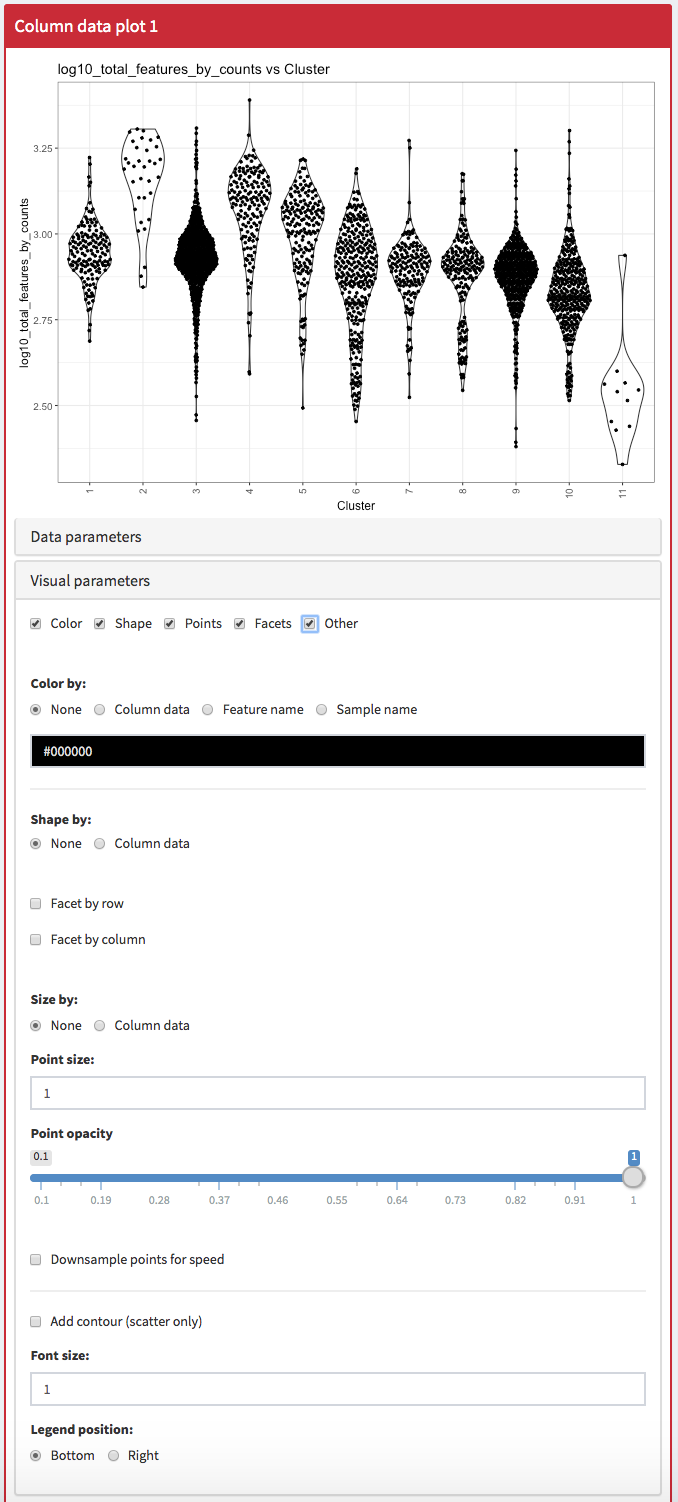 Column data plot 1
log10_total_features_by_counts vs Cluster
log10_total_features_by_counts
3.25
3.00
2.75
2.50
1 2 3 4 5 6 7 8 9 10 11
Cluster
Data parameters
Visual parameters
Color Shape Points Facets Other
Color by:
None Column data Feature name Sample name
#000000
Shape by:
None Column data
Facet by row
Facet by column
Size by:
None Column data
Point size:
1
Point opacity
0.1 1
0.1 0.19 0.28 0.37 0.46 0.55 0.64 0.73 0.82 0.91 1
Downsample points for speed
Add contour (scatter only)
Font size:
1
Legend position:
Bottom Right